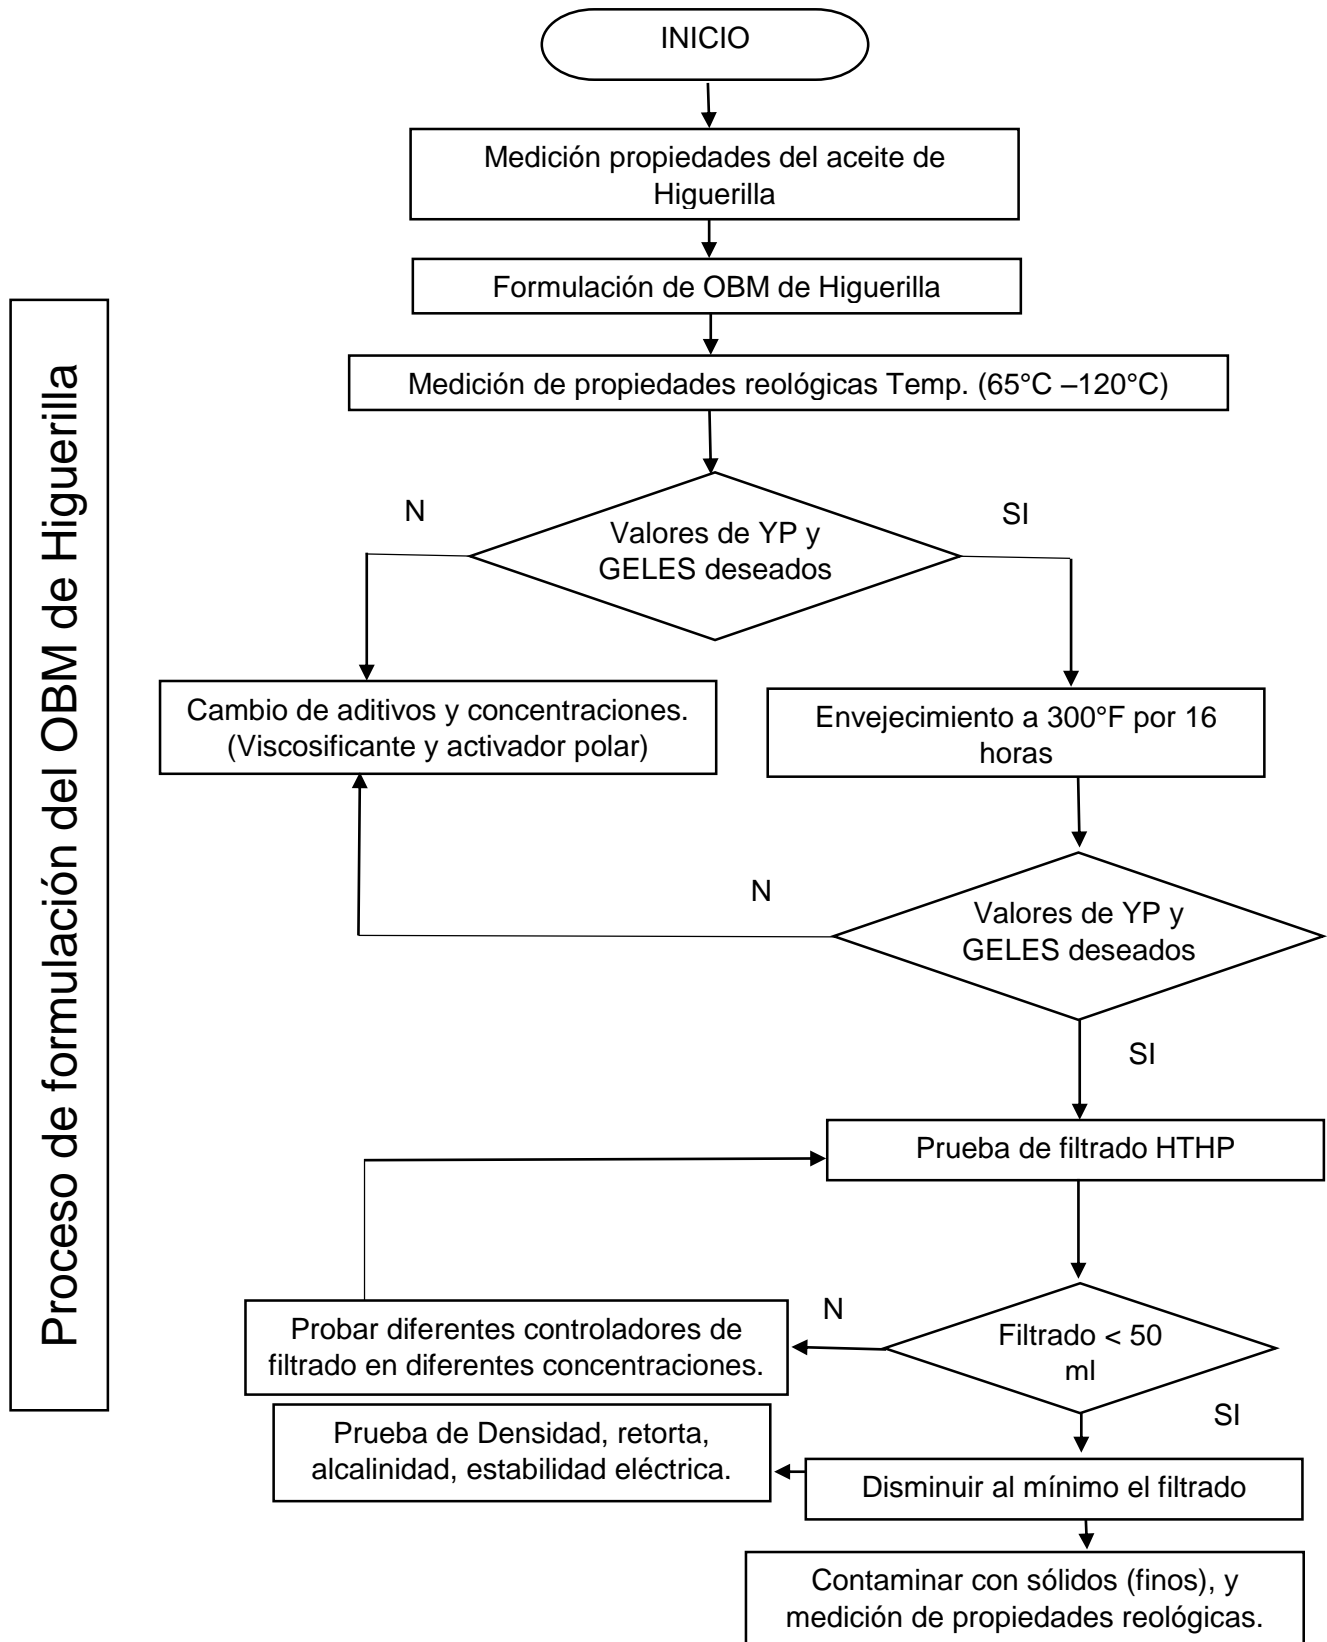 INICIO
Medición propiedades del aceite de
Higuerilla
Formulación de OBM de Higuerilla
Medición de propiedades reológicas Temp. (65°C –120°C)
Proceso de formulación del OBM de Higuerilla
N
SI
Valores de YP y
GELES deseados
Cambio de aditivos y concentraciones.
(Viscosificante y activador polar)
Envejecimiento a 300°F por 16
horas
N
Valores de YP y
GELES deseados
SI
Prueba de filtrado HTHP
N
Filtrado < 50
ml
Probar diferentes controladores de
filtrado en diferentes concentraciones.
SI
Prueba de Densidad, retorta,
alcalinidad, estabilidad eléctrica.
Disminuir al mínimo el filtrado
Contaminar con sólidos (finos), y
medición de propiedades reológicas.